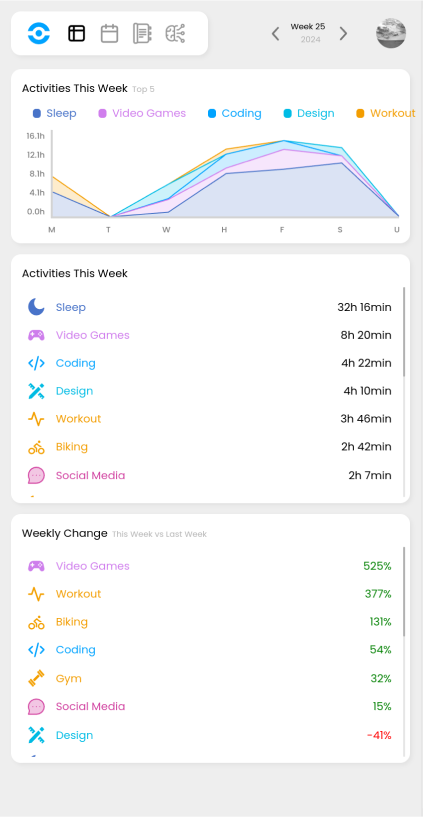 Week 25
2024
Activities This Week Top 5
Sleep Video Games Coding Design Workout
16.1h
12.1h
8.1h
4.1h
0.0h
M T W H F S U
Activities This Week
Sleep 32h 16min
Video Games 8h 20min
Coding 4h 22min
Design 4h 10min
Workout 3h 46min
Biking 2h 42min
Social Media 2h 7min
Weekly Change This Week vs Last Week
Video Games 525%
Workout 377%
Biking 131%
Coding 54%
Gym 32%
Social Media 15%
Design -41%